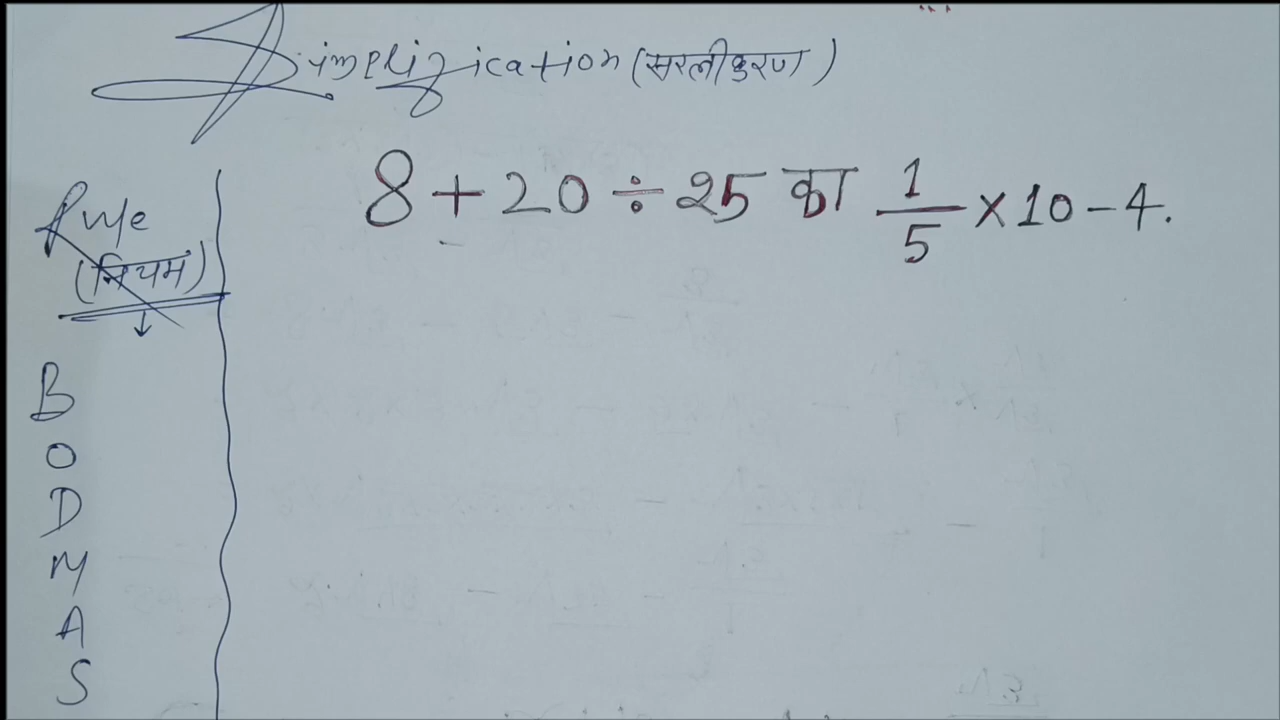 Simplification (सरलीकरण)
8 + 20 ÷ 25 का 1/5 × 10 - 4.
Rule
(नियम)
↓
B
O
D
M
A
S